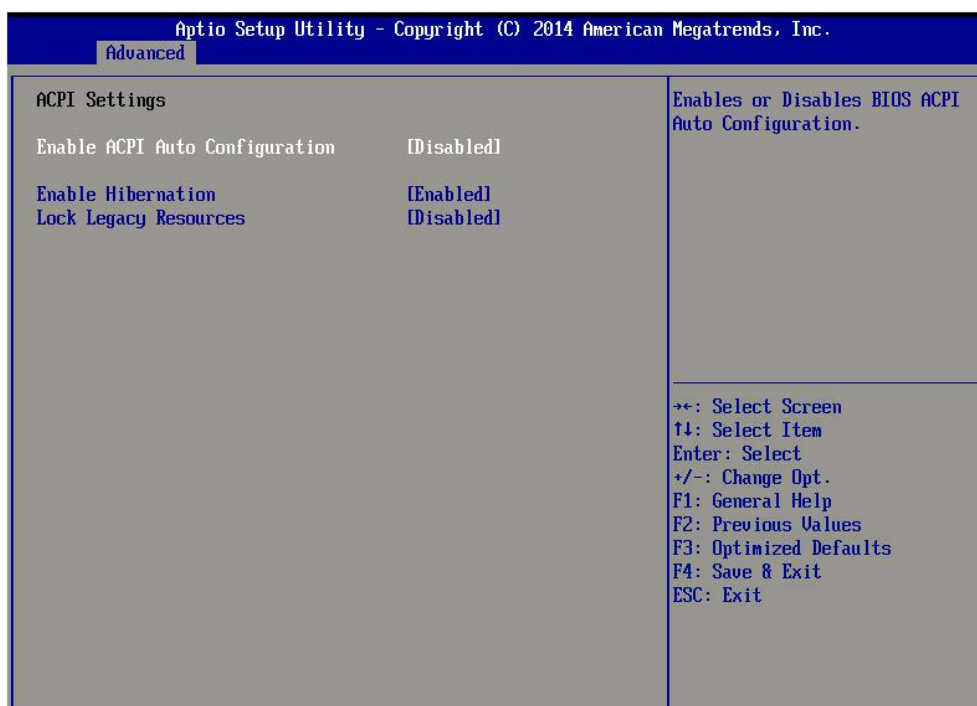 Aptio Setup Utility - Copyright (C) 2014 American Megatrends, Inc.
Advanced
ACPI Settings
Enable ACPI Auto Configuration [Disabled]
Enable Hibernation [Enabled]
Lock Legacy Resources [Disabled]
Enables or Disables BIOS ACPI
Auto Configuration.
→←: Select Screen
↑↓: Select Item
Enter: Select
+/-: Change Opt.
F1: General Help
F2: Previous Values
F3: Optimized Defaults
F4: Save & Exit
ESC: Exit